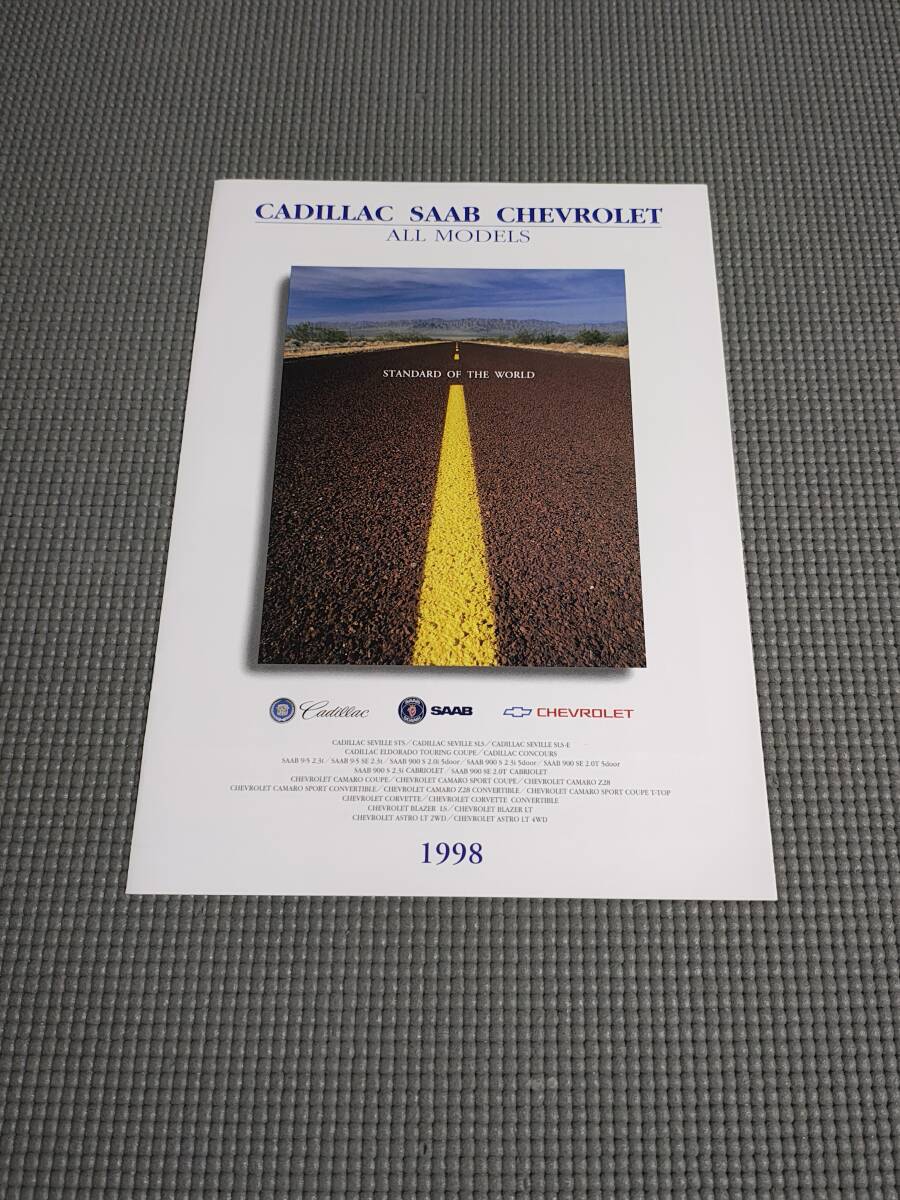 CADILLAC SAAB CHEVROLET
ALL MODELS
STANDARD OF THE WORLD
Cadillac SAAB CHEVROLET
CADILLAC SEVILLE STS／CADILLAC SEVILLE SLS／CADILLAC SEVILLE SLS-E
CADILLAC ELDORADO TOURING COUPE／CADILLAC CONCOURS
SAAB 9-5 2.3t／SAAB 9-5 SE 2.3t／SAAB 900 S 2.0i 5door／SAAB 900 S 2.3i 5door／SAAB 900 SE 2.0T 5door
SAAB 900 S 2.3i CABRIOLET／SAAB 900 SE 2.0T CABRIOLET
CHEVROLET CAMARO COUPE／CHEVROLET CAMARO SPORT COUPE／CHEVROLET CAMARO Z28
CHEVROLET CAMARO SPORT CONVERTIBLE／CHEVROLET CAMARO Z28 CONVERTIBLE／CHEVROLET CAMARO SPORT COUPE T-TOP
CHEVROLET CORVETTE／CHEVROLET CORVETTE CONVERTIBLE
CHEVROLET BLAZER LS／CHEVROLET BLAZER LT
CHEVROLET ASTRO LT 2WD／CHEVROLET ASTRO LT 4WD
1998